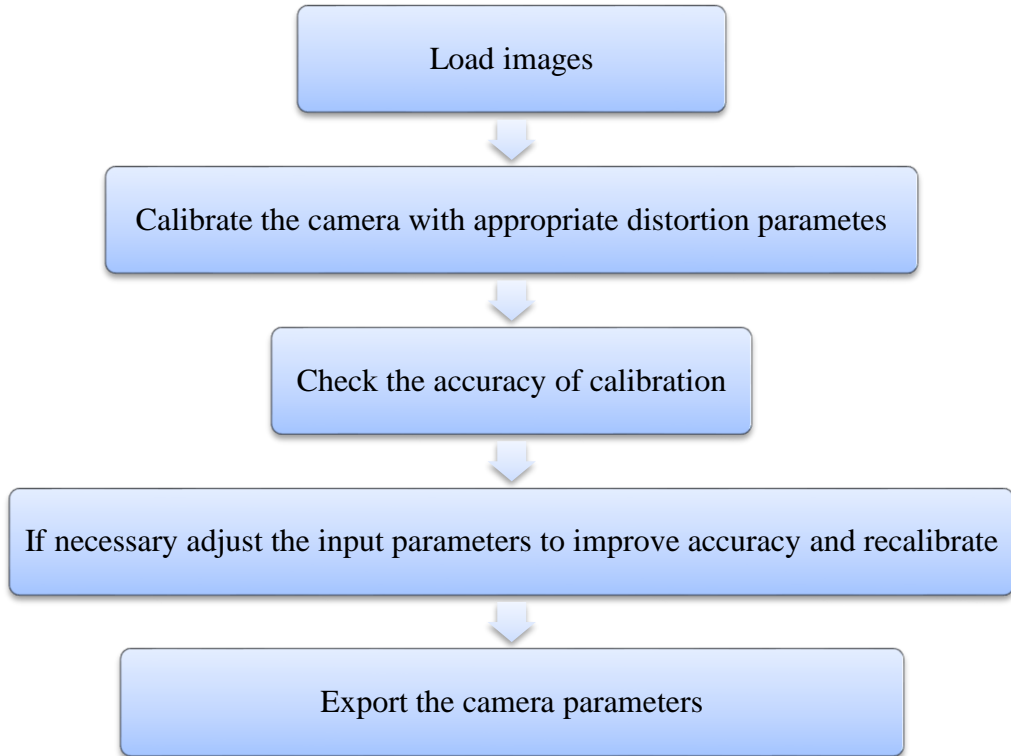 Load images
Calibrate the camera with appropriate distortion parametes
Check the accuracy of calibration
If necessary adjust the input parameters to improve accuracy and recalibrate
Export the camera parameters